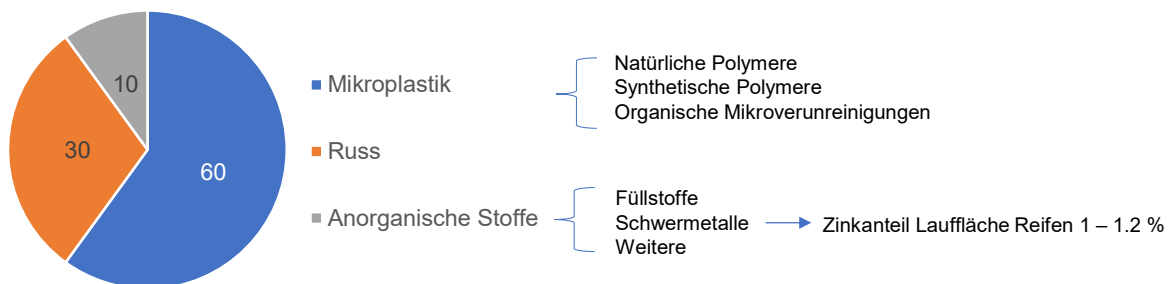 10
30
60
Mikroplastik
Natürliche Polymere
Synthetische Polymere
Organische Mikroverunreinigungen
Russ
Anorganische Stoffe
Füllstoffe
Schwermetalle
Weitere
Zinkanteil Lauffläche Reifen 1 – 1.2 %